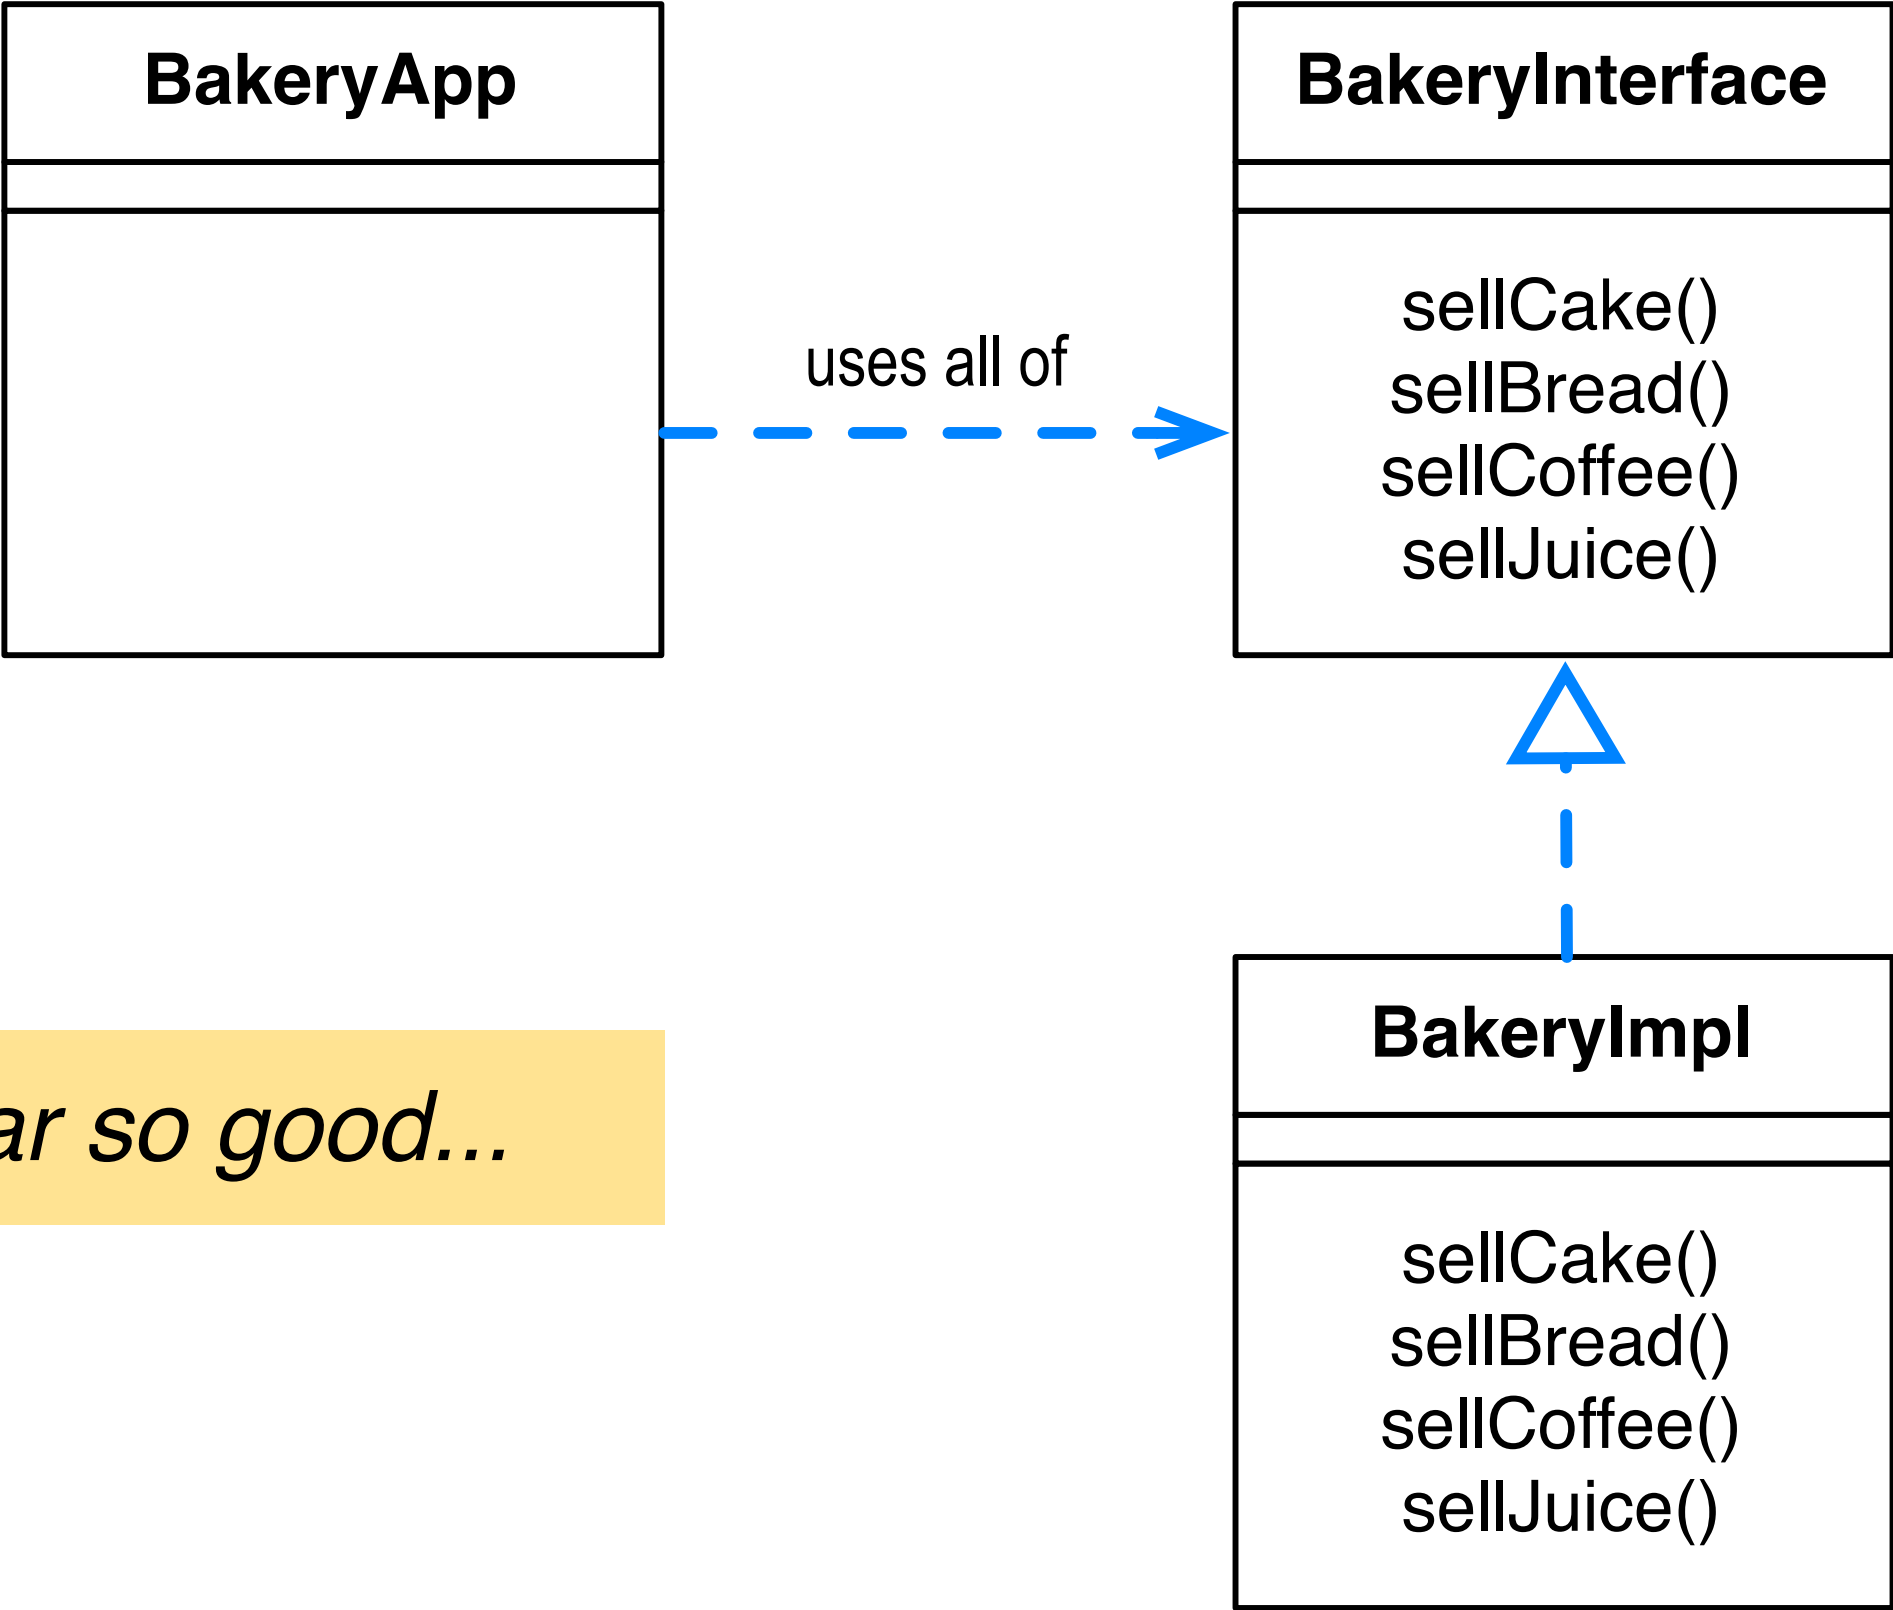 BakeryApp
BakeryInterface
sellCake()
sellBread()
sellCoffee()
sellJuice()
uses all of
BakeryImpl
ar so good...
sellCake()
sellBread()
sellCoffee()
sellJuice()